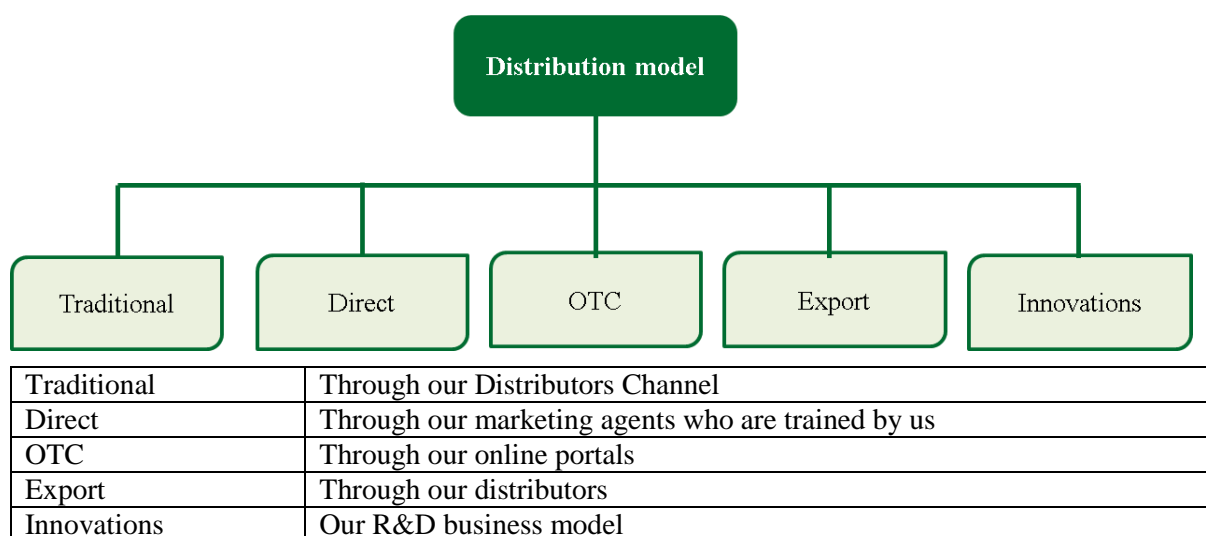 Distribution model
Traditional
Direct
OTC
Export
Innovations
Traditional Through our Distributors Channel
Direct Through our marketing agents who are trained by us
OTC Through our online portals
Export Through our distributors
Innovations Our R&D business model